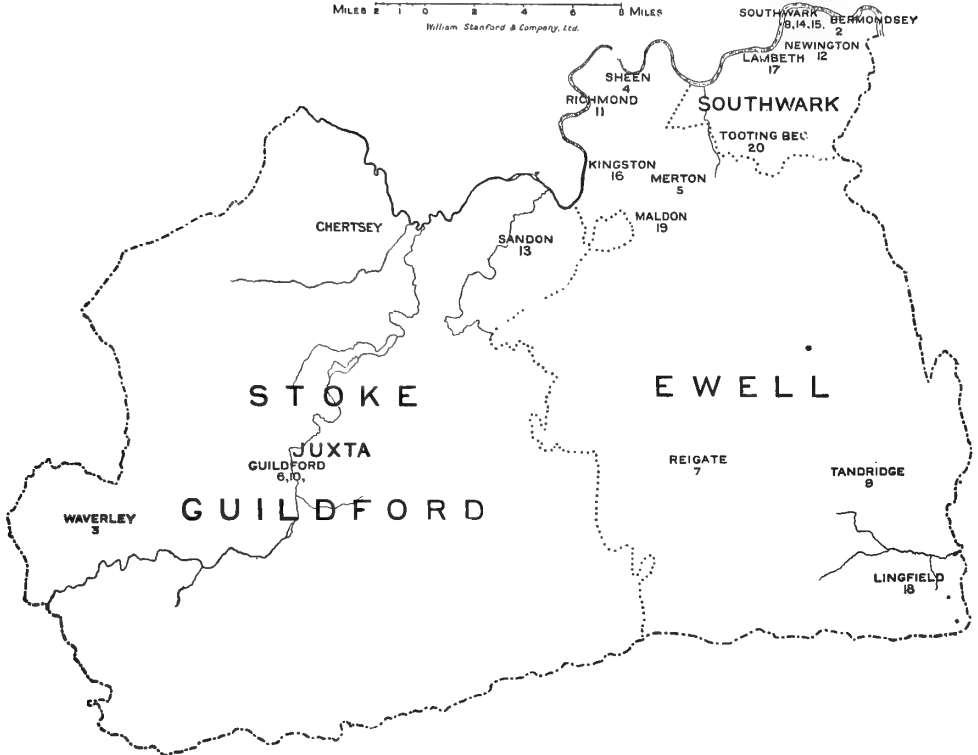 MILES 2 1 0 2 4 6 8 MILES
William Stanford & Company, Ltd.
SOUTHWARK
8,14,15.
BERMONDSEY
2
NEWINGTON
12
LAMBETH
17
SHEEN
4
RICHMOND
11
SOUTHWARK
TOOTING BEC
20
KINGSTON
16
MERTON
5
CHERTSEY
MALDON
19
SANDON
13
STOKE
EWELL
JUXTA
GUILDFORD
6,10,
REIGATE
7
TANDRIDGE
9
GUILDFORD
WAVERLEY
3
LINGFIELD
18